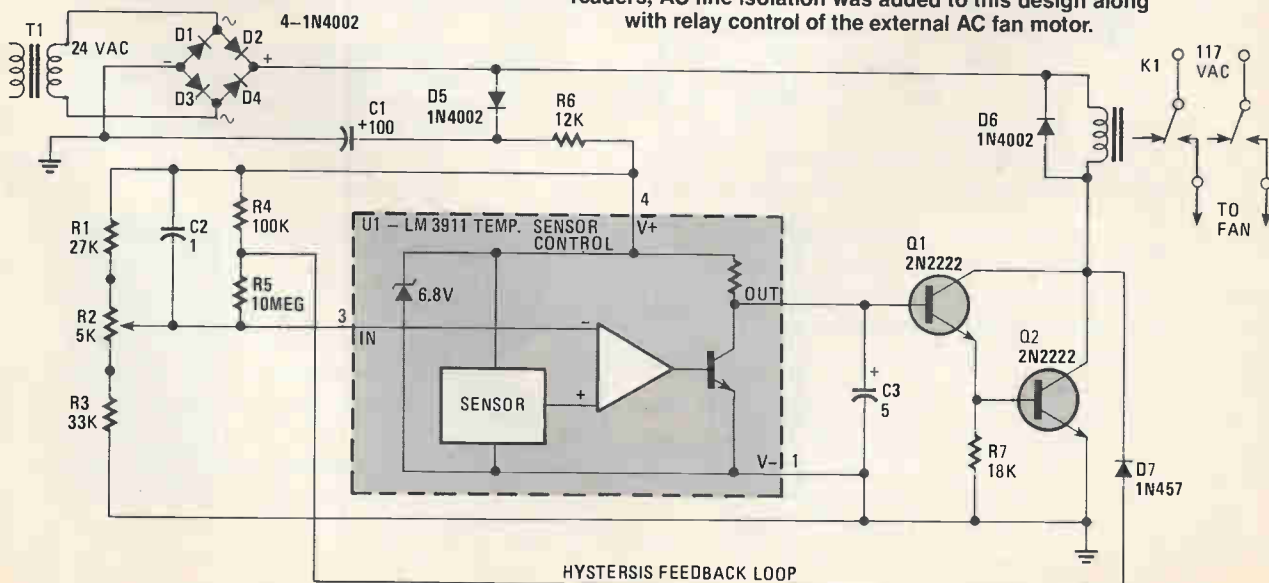 readers, AC line isolation was added to this design along
with relay control of the external AC fan motor.
T1
24 VAC
4–1N4002
D1
D2
D3
D4
–
+
~
~
C1
+100
D5
1N4002
R6
12K
D6
1N4002
K1
117
VAC
TO
FAN
R1
27K
C2
1
R4
100K
R5
10MEG
R2
5K
R3
33K
4
V+
U1 – LM 3911 TEMP. SENSOR
CONTROL
6.8V
3
IN
SENSOR
–
+
OUT
V– 1
+
C3
5
Q1
2N2222
Q2
2N2222
R7
18K
D7
1N457
HYSTERSIS FEEDBACK LOOP